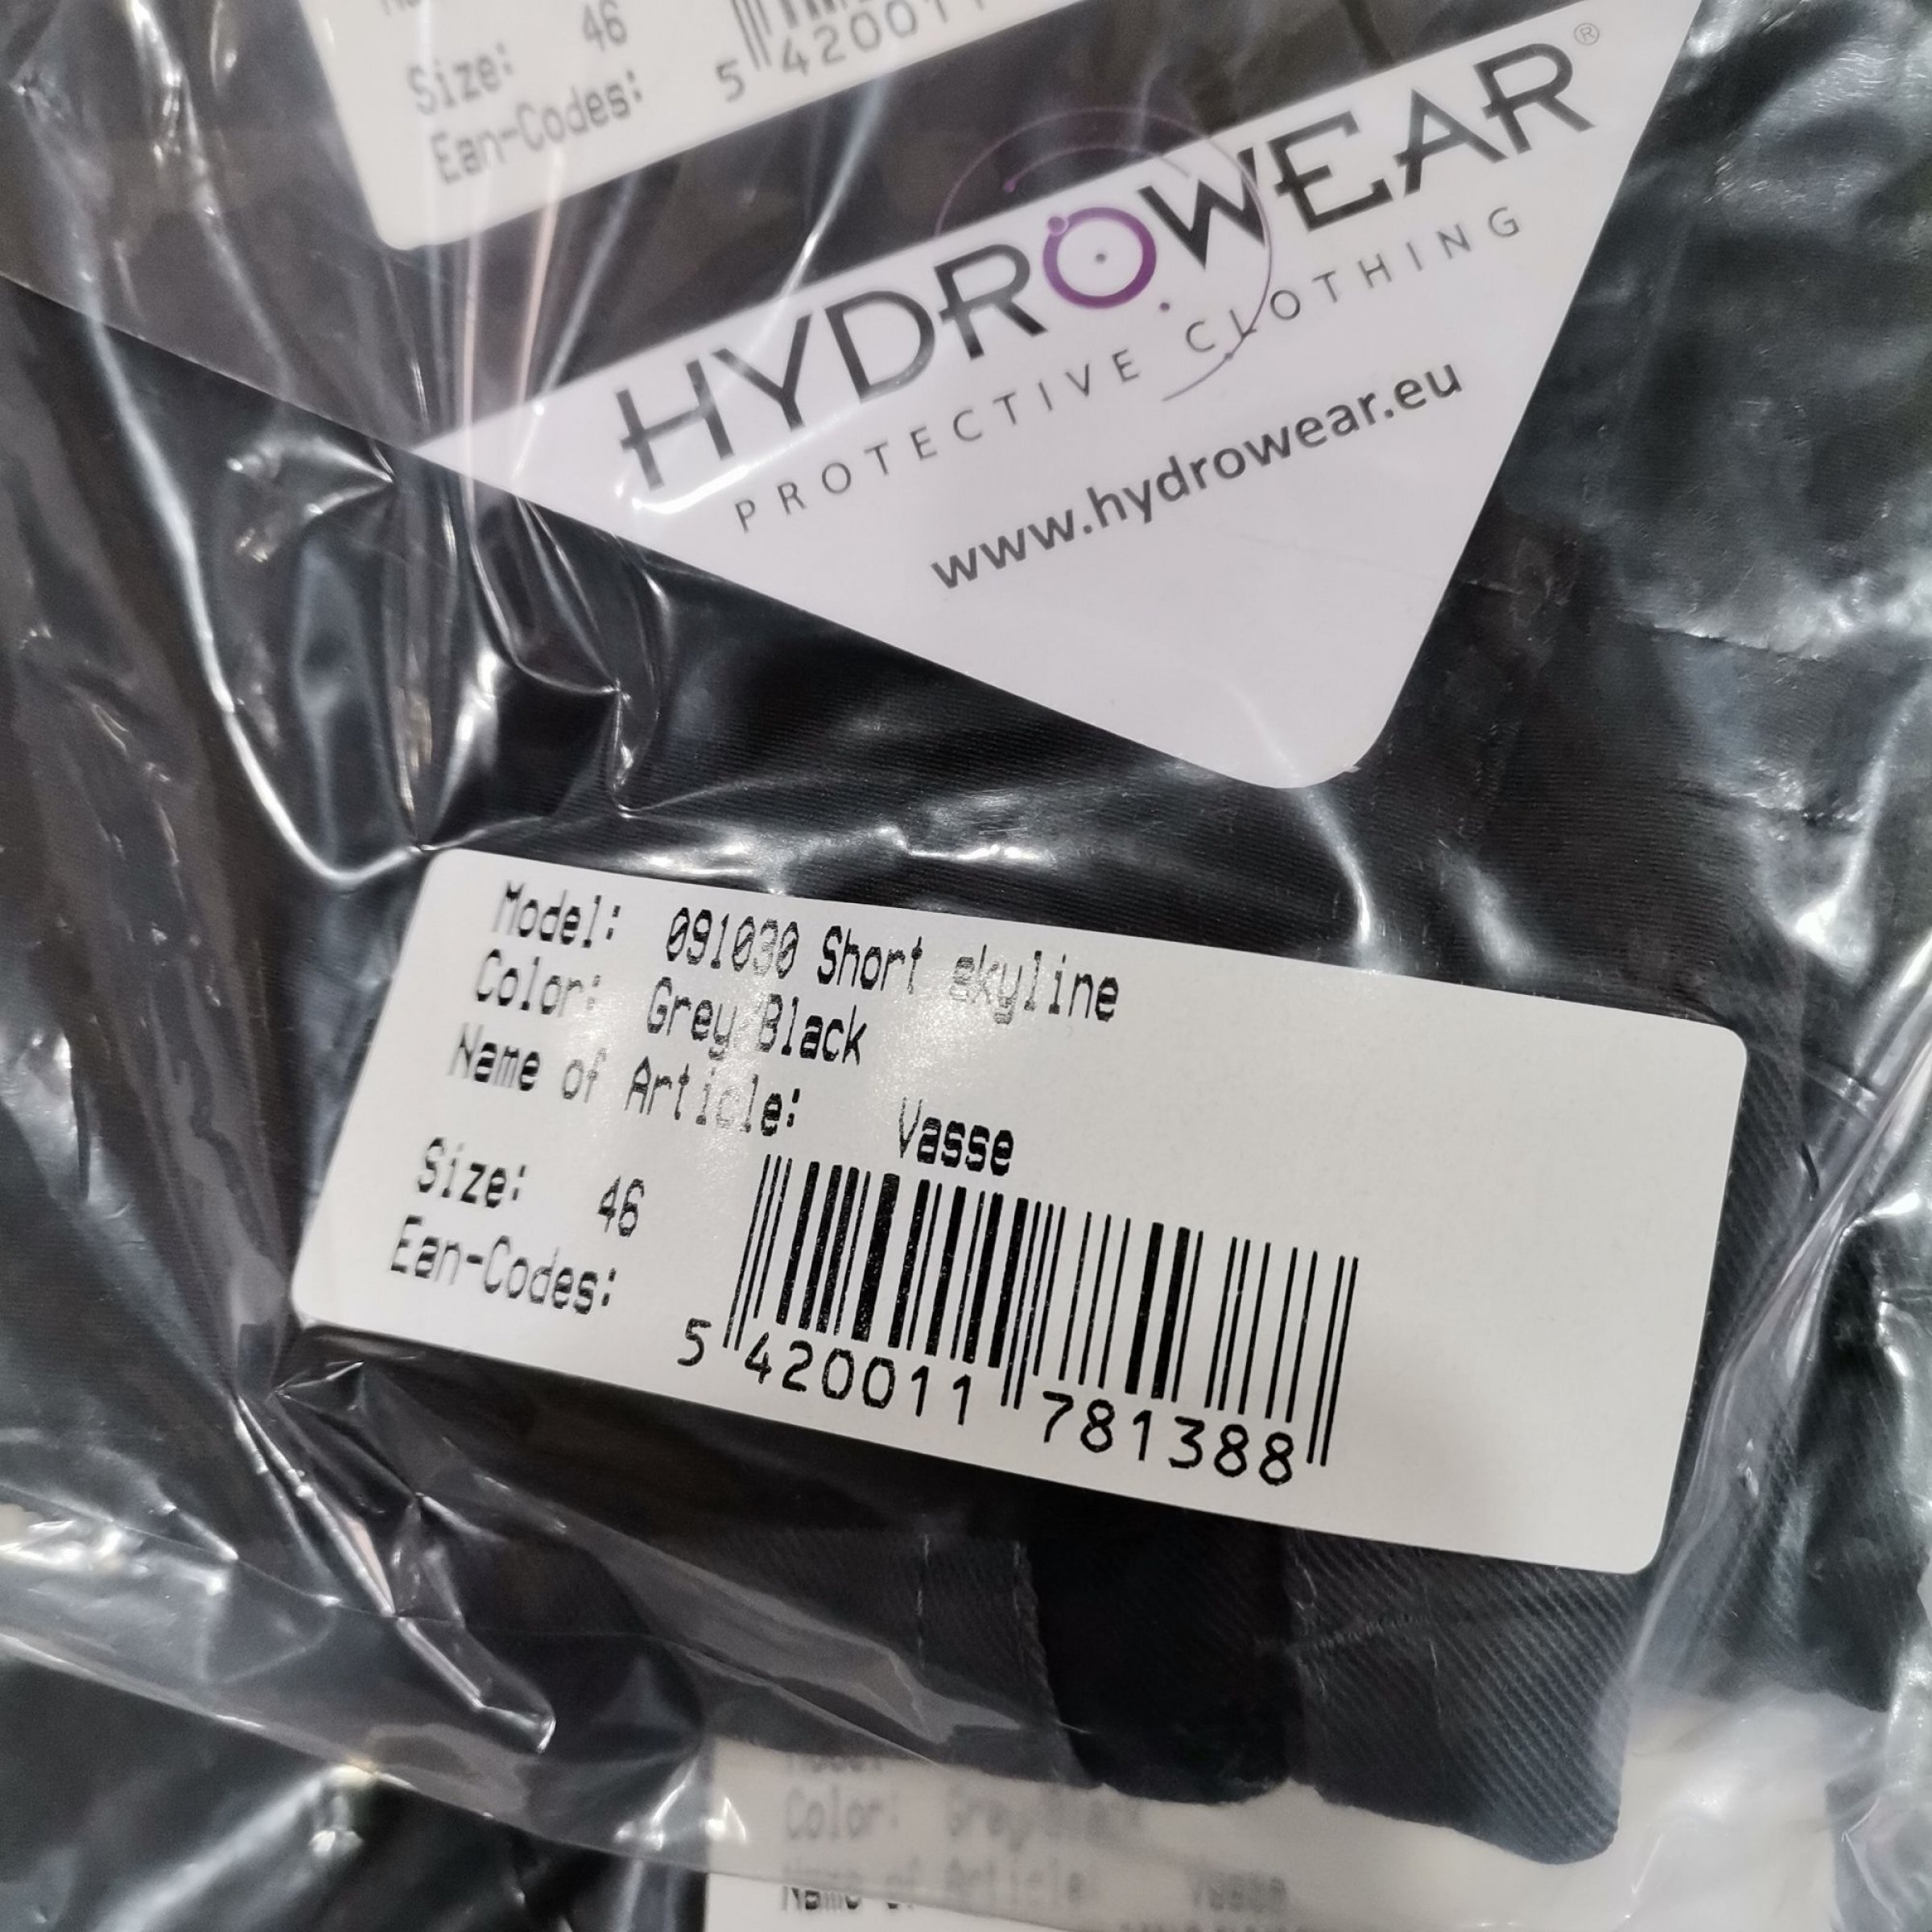 Size: 46
Ean-Codes:
5 420011
HYDROWEAR®
PROTECTIVE CLOTHING
www.hydrowear.eu
Model: 091030 Short skyline
Color: Grey Black
Name of Article: Vasse
Size: 46
Ean-Codes:
5 420011 781388
Color: Grey Black
Name of Article: Vasse